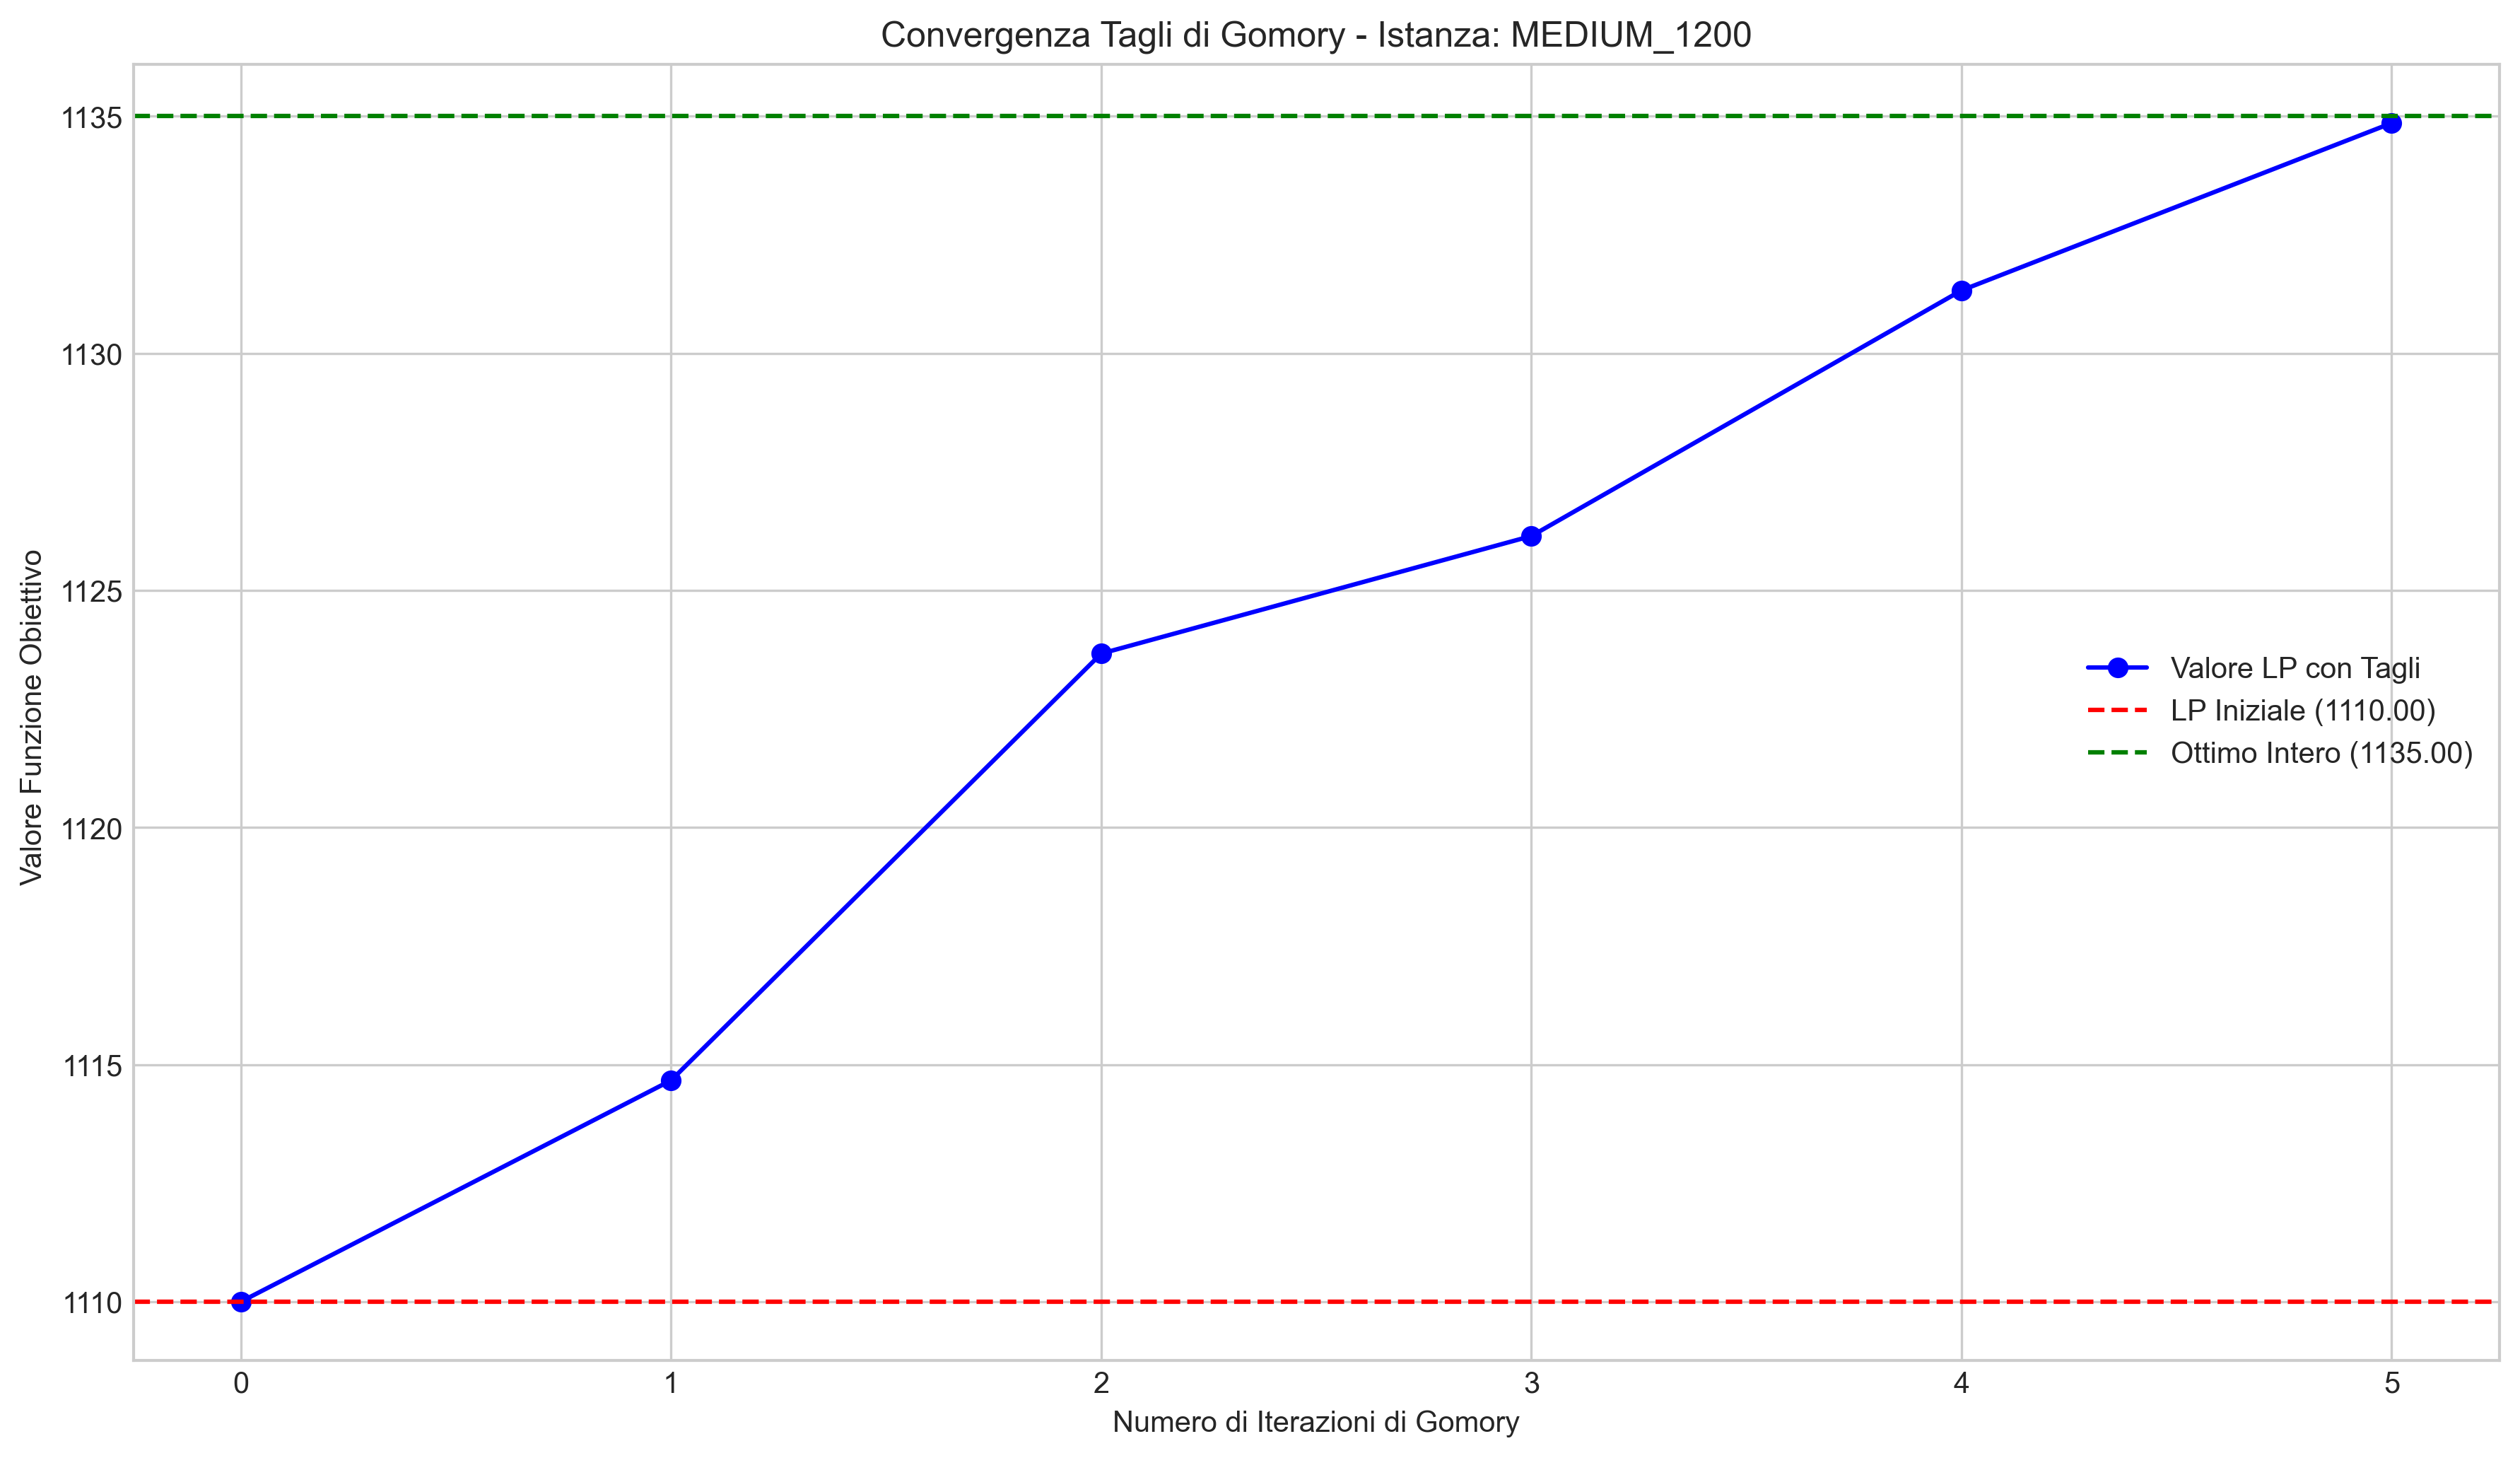 Convergenza Tagli di Gomory - Istanza: MEDIUM_1200
1135
1130
1125
1120
1115
1110
Valore Funzione Obiettivo
Valore LP con Tagli
LP Iniziale (1110.00)
Ottimo Intero (1135.00)
0 1 2 3 4 5
Numero di Iterazioni di Gomory